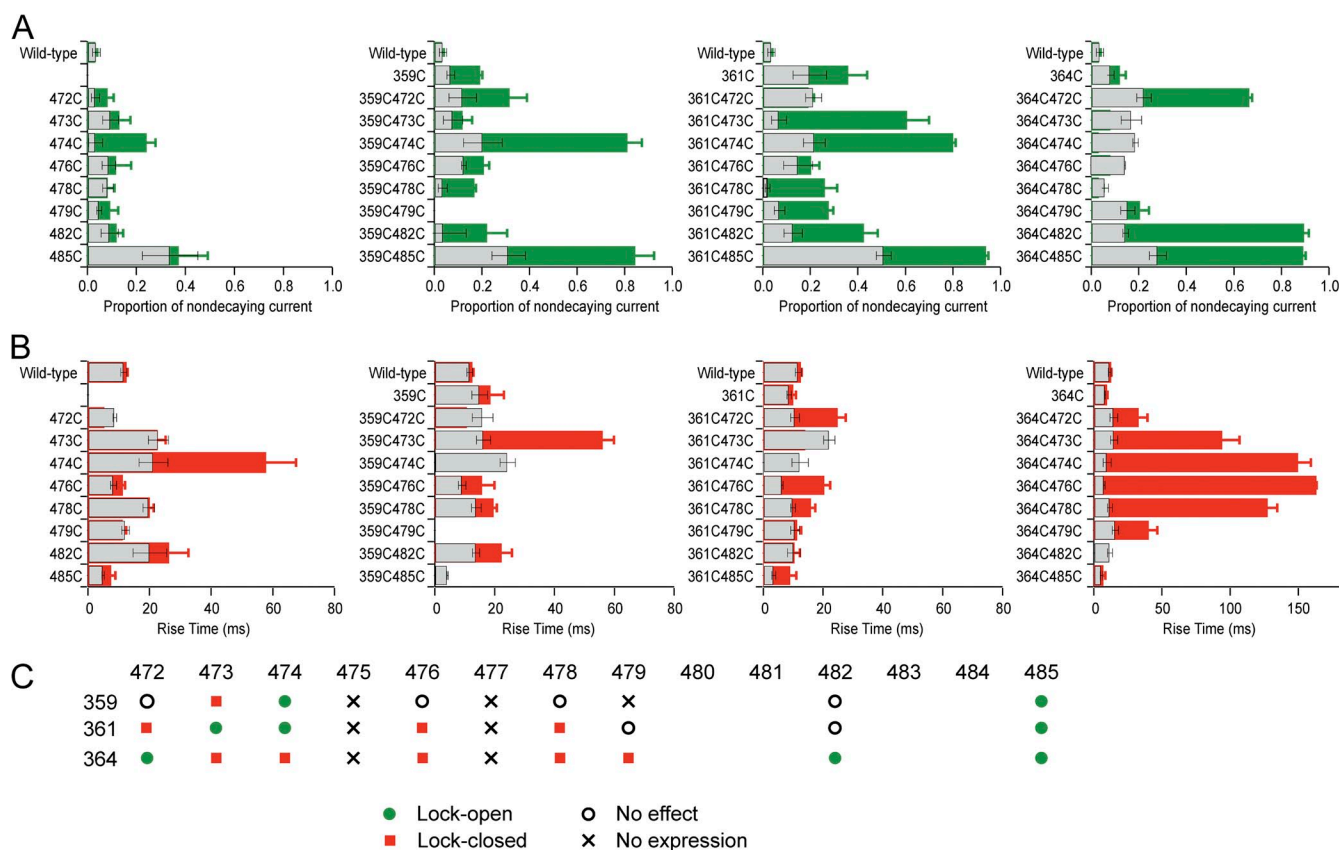 A
Wild-type
472C
473C
474C
476C
478C
479C
482C
485C
0.0 0.2 0.4 0.6 0.8 1.0
Proportion of nondecaying current
Wild-type
359C
359C472C
359C473C
359C474C
359C476C
359C478C
359C479C
359C482C
359C485C
0.0 0.2 0.4 0.6 0.8 1.0
Proportion of nondecaying current
Wild-type
361C
361C472C
361C473C
361C474C
361C476C
361C478C
361C479C
361C482C
361C485C
0.0 0.2 0.4 0.6 0.8 1.0
Proportion of nondecaying current
Wild-type
364C
364C472C
364C473C
364C474C
364C476C
364C478C
364C479C
364C482C
364C485C
0.0 0.2 0.4 0.6 0.8 1.0
Proportion of nondecaying current
B
Wild-type
472C
473C
474C
476C
478C
479C
482C
485C
0 20 40 60 80
Rise Time (ms)
Wild-type
359C
359C472C
359C473C
359C474C
359C476C
359C478C
359C479C
359C482C
359C485C
0 20 40 60 80
Rise Time (ms)
Wild-type
361C
361C472C
361C473C
361C474C
361C476C
361C478C
361C479C
361C482C
361C485C
0 20 40 60 80
Rise Time (ms)
Wild-type
364C
364C472C
364C473C
364C474C
364C476C
364C478C
364C479C
364C482C
364C485C
0 50 100 150
Rise Time (ms)
C
472 473 474 475 476 477 478 479 480 481 482 483 484 485
359
361
364
Lock-open
No effect
Lock-closed
No expression